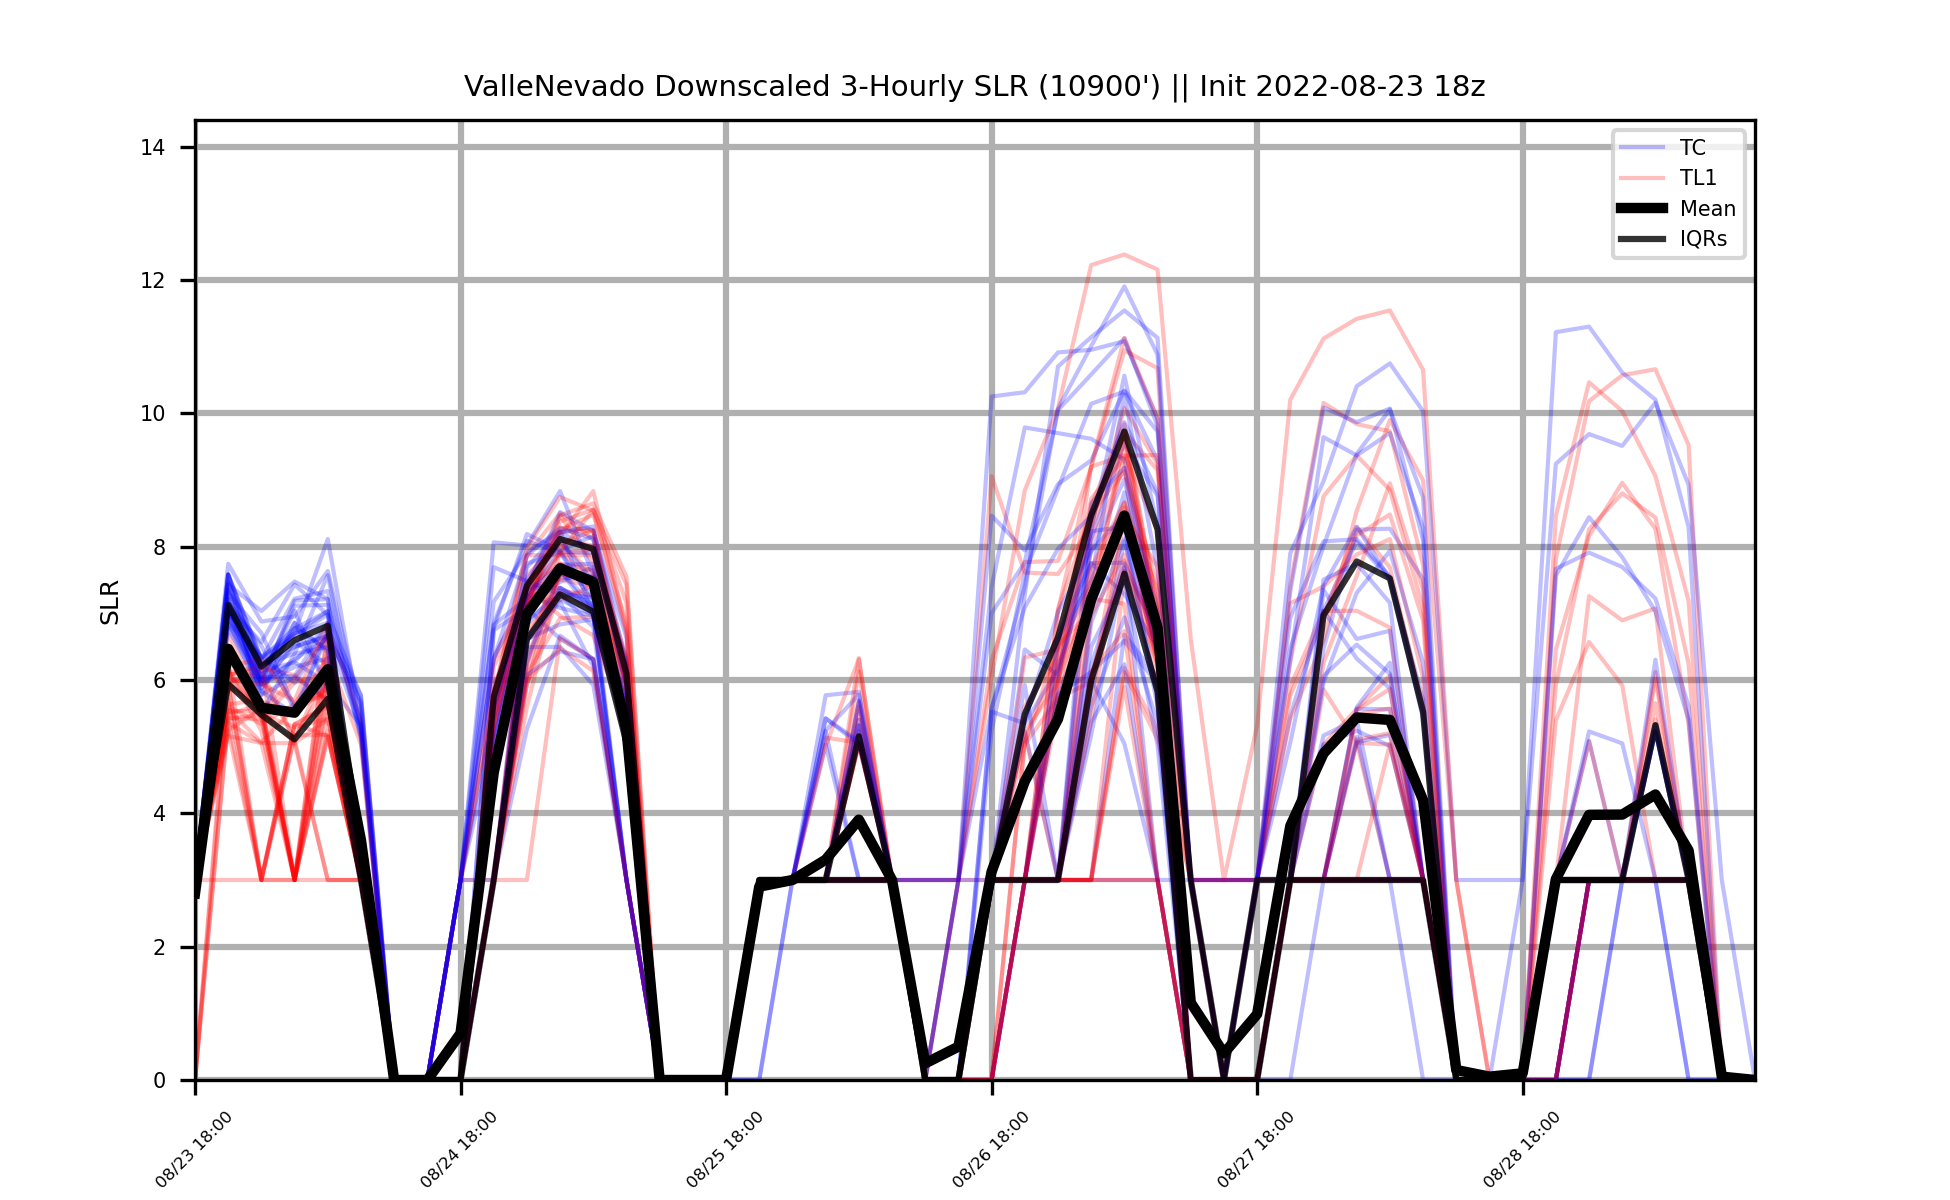 ValleNevado Downscaled 3-Hourly SLR (10900') || Init 2022-08-23 18z
14
12
10
8
6
4
2
0
SLR
TC
TL1
Mean
IQRs
08/23 18:00
08/24 18:00
08/25 18:00
08/26 18:00
08/27 18:00
08/28 18:00